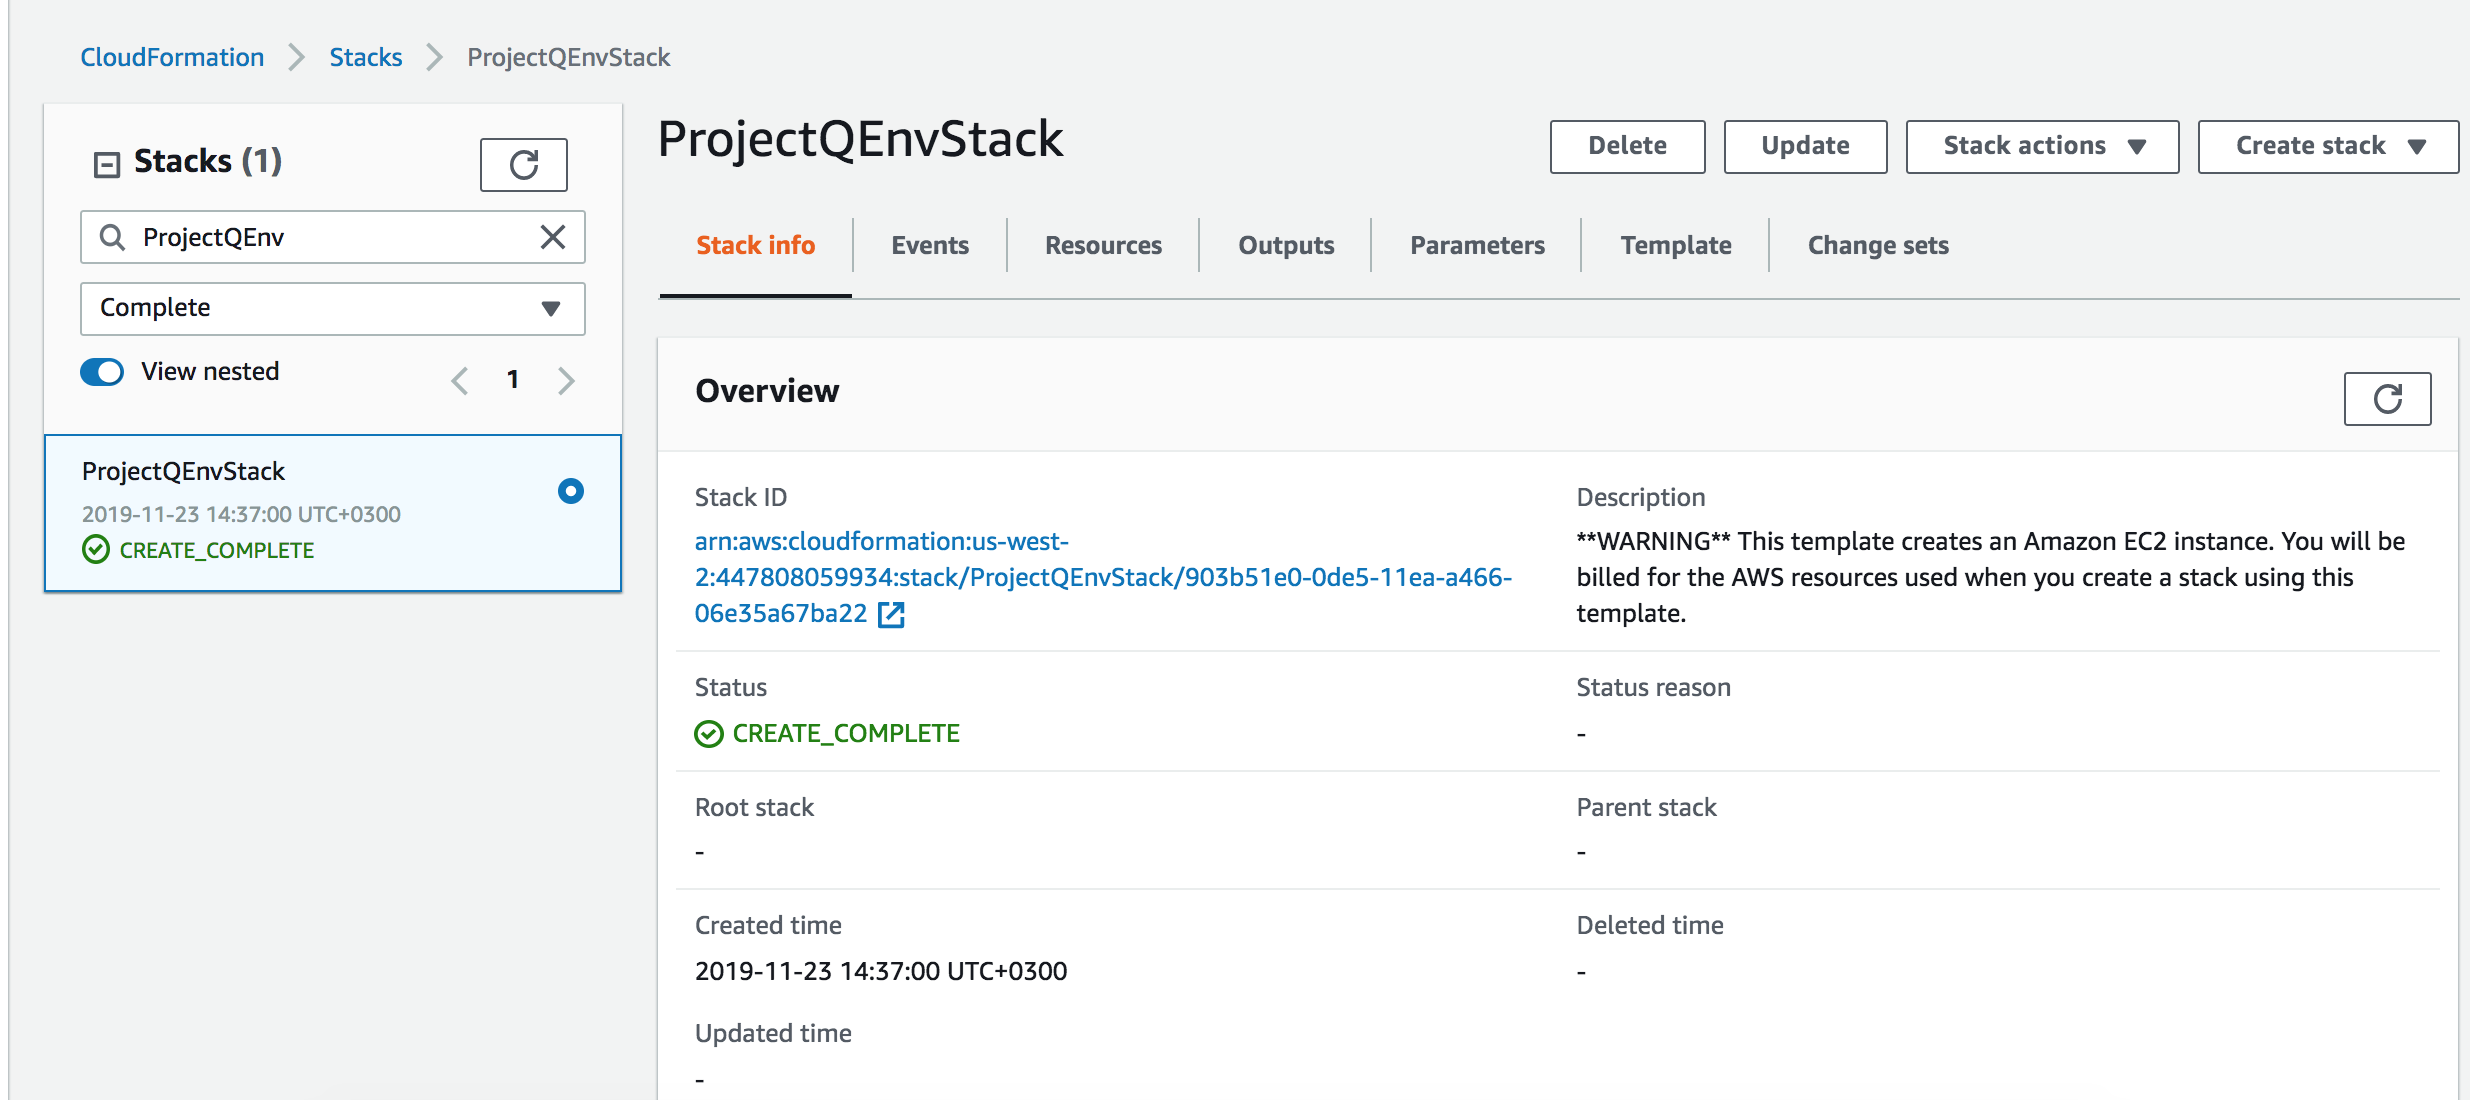 CloudFormation > Stacks > ProjectQEnvStack
Stacks (1)
ProjectQEnv
Complete
View nested
1
ProjectQEnvStack
2019-11-23 14:37:00 UTC+0300
CREATE_COMPLETE
ProjectQEnvStack
Delete
Update
Stack actions
Create stack
Stack info
Events
Resources
Outputs
Parameters
Template
Change sets
Overview
Stack ID
arn:aws:cloudformation:us-west-
2:447808059934:stack/ProjectQEnvStack/903b51e0-0de5-11ea-a466-
06e35a67ba22
Description
**WARNING** This template creates an Amazon EC2 instance. You will be
billed for the AWS resources used when you create a stack using this
template.
Status
CREATE_COMPLETE
Status reason
-
Root stack
-
Parent stack
-
Created time
2019-11-23 14:37:00 UTC+0300
Deleted time
-
Updated time
-